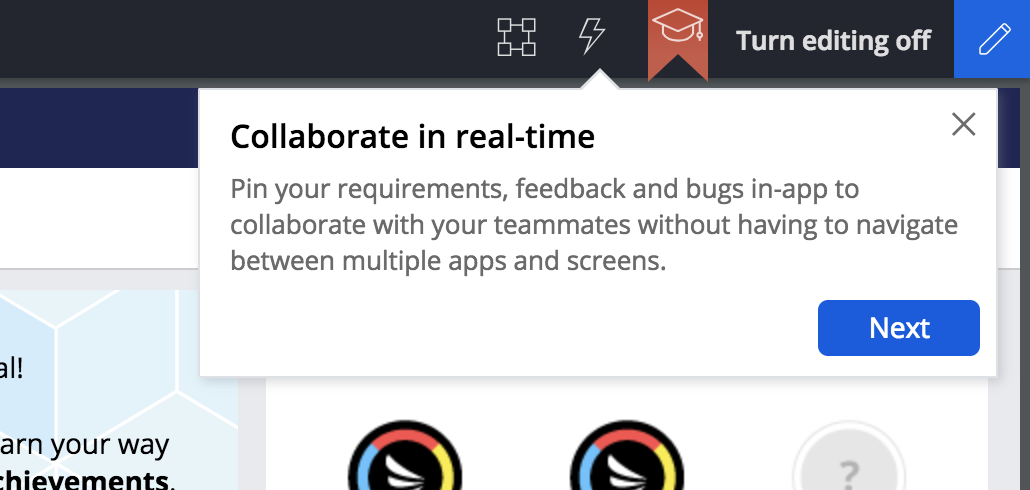 Turn editing off
Collaborate in real-time
Pin your requirements, feedback and bugs in-app to
collaborate with your teammates without having to navigate
between multiple apps and screens.
Next
al!
arn your way
chievements.
?